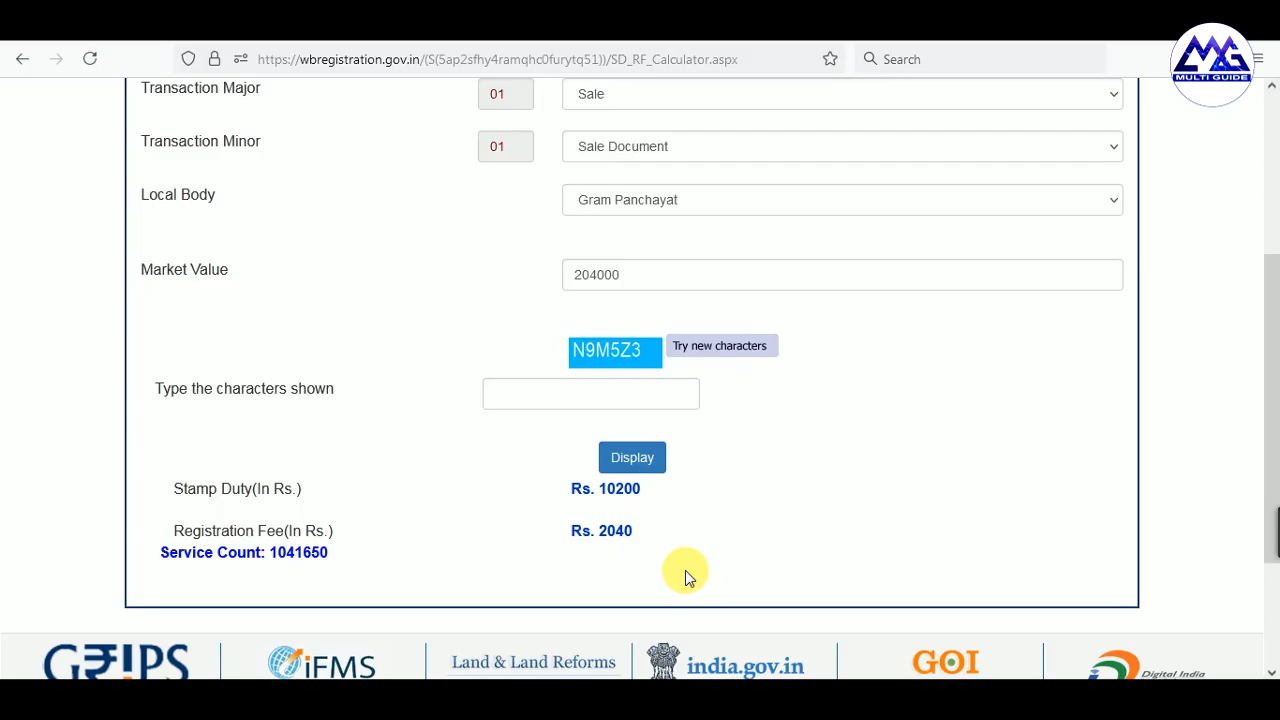 https://wbregistration.gov.in/(S(5ap2sfhy4ramqhc0furytq51))/SD_RF_Calculator.aspx
Search
MULTI GUIDE
Transaction Major 01 Sale
Transaction Minor 01 Sale Document
Local Body Gram Panchayat
Market Value 204000
N9M5Z3 Try new characters
Type the characters shown
Display
Stamp Duty(In Rs.) Rs. 10200
Registration Fee(In Rs.) Rs. 2040
Service Count: 1041650
GRIPS
iFMS
Land & Land Reforms
india.gov.in
GOI
Digital India